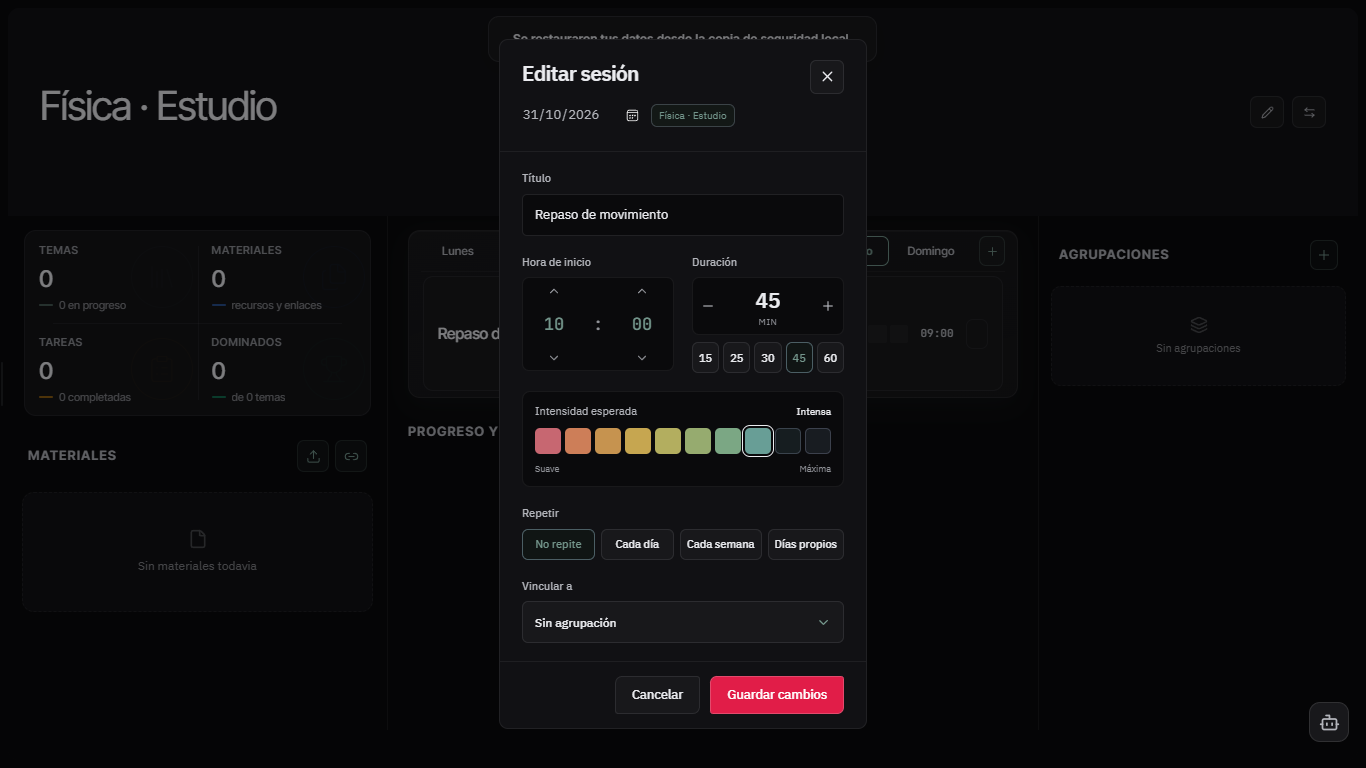 Se restauraron tus datos desde la copia de seguridad local
Editar sesión
31/10/2026
Física · Estudio
Física · Estudio
Título
Repaso de movimiento
Hora de inicio
Duración
10 : 00
45
MIN
15 25 30 45 60
Intensidad esperada
Intensa
Suave
Máxima
Repetir
No repite
Cada día
Cada semana
Días propios
Vincular a
Sin agrupación
Cancelar
Guardar cambios
TEMAS
0
0 en progreso
MATERIALES
0
recursos y enlaces
TAREAS
0
0 completadas
DOMINADOS
0
de 0 temas
MATERIALES
Sin materiales todavia
Lunes
Domingo
Repaso d
09:00
PROGRESO Y
AGRUPACIONES
Sin agrupaciones